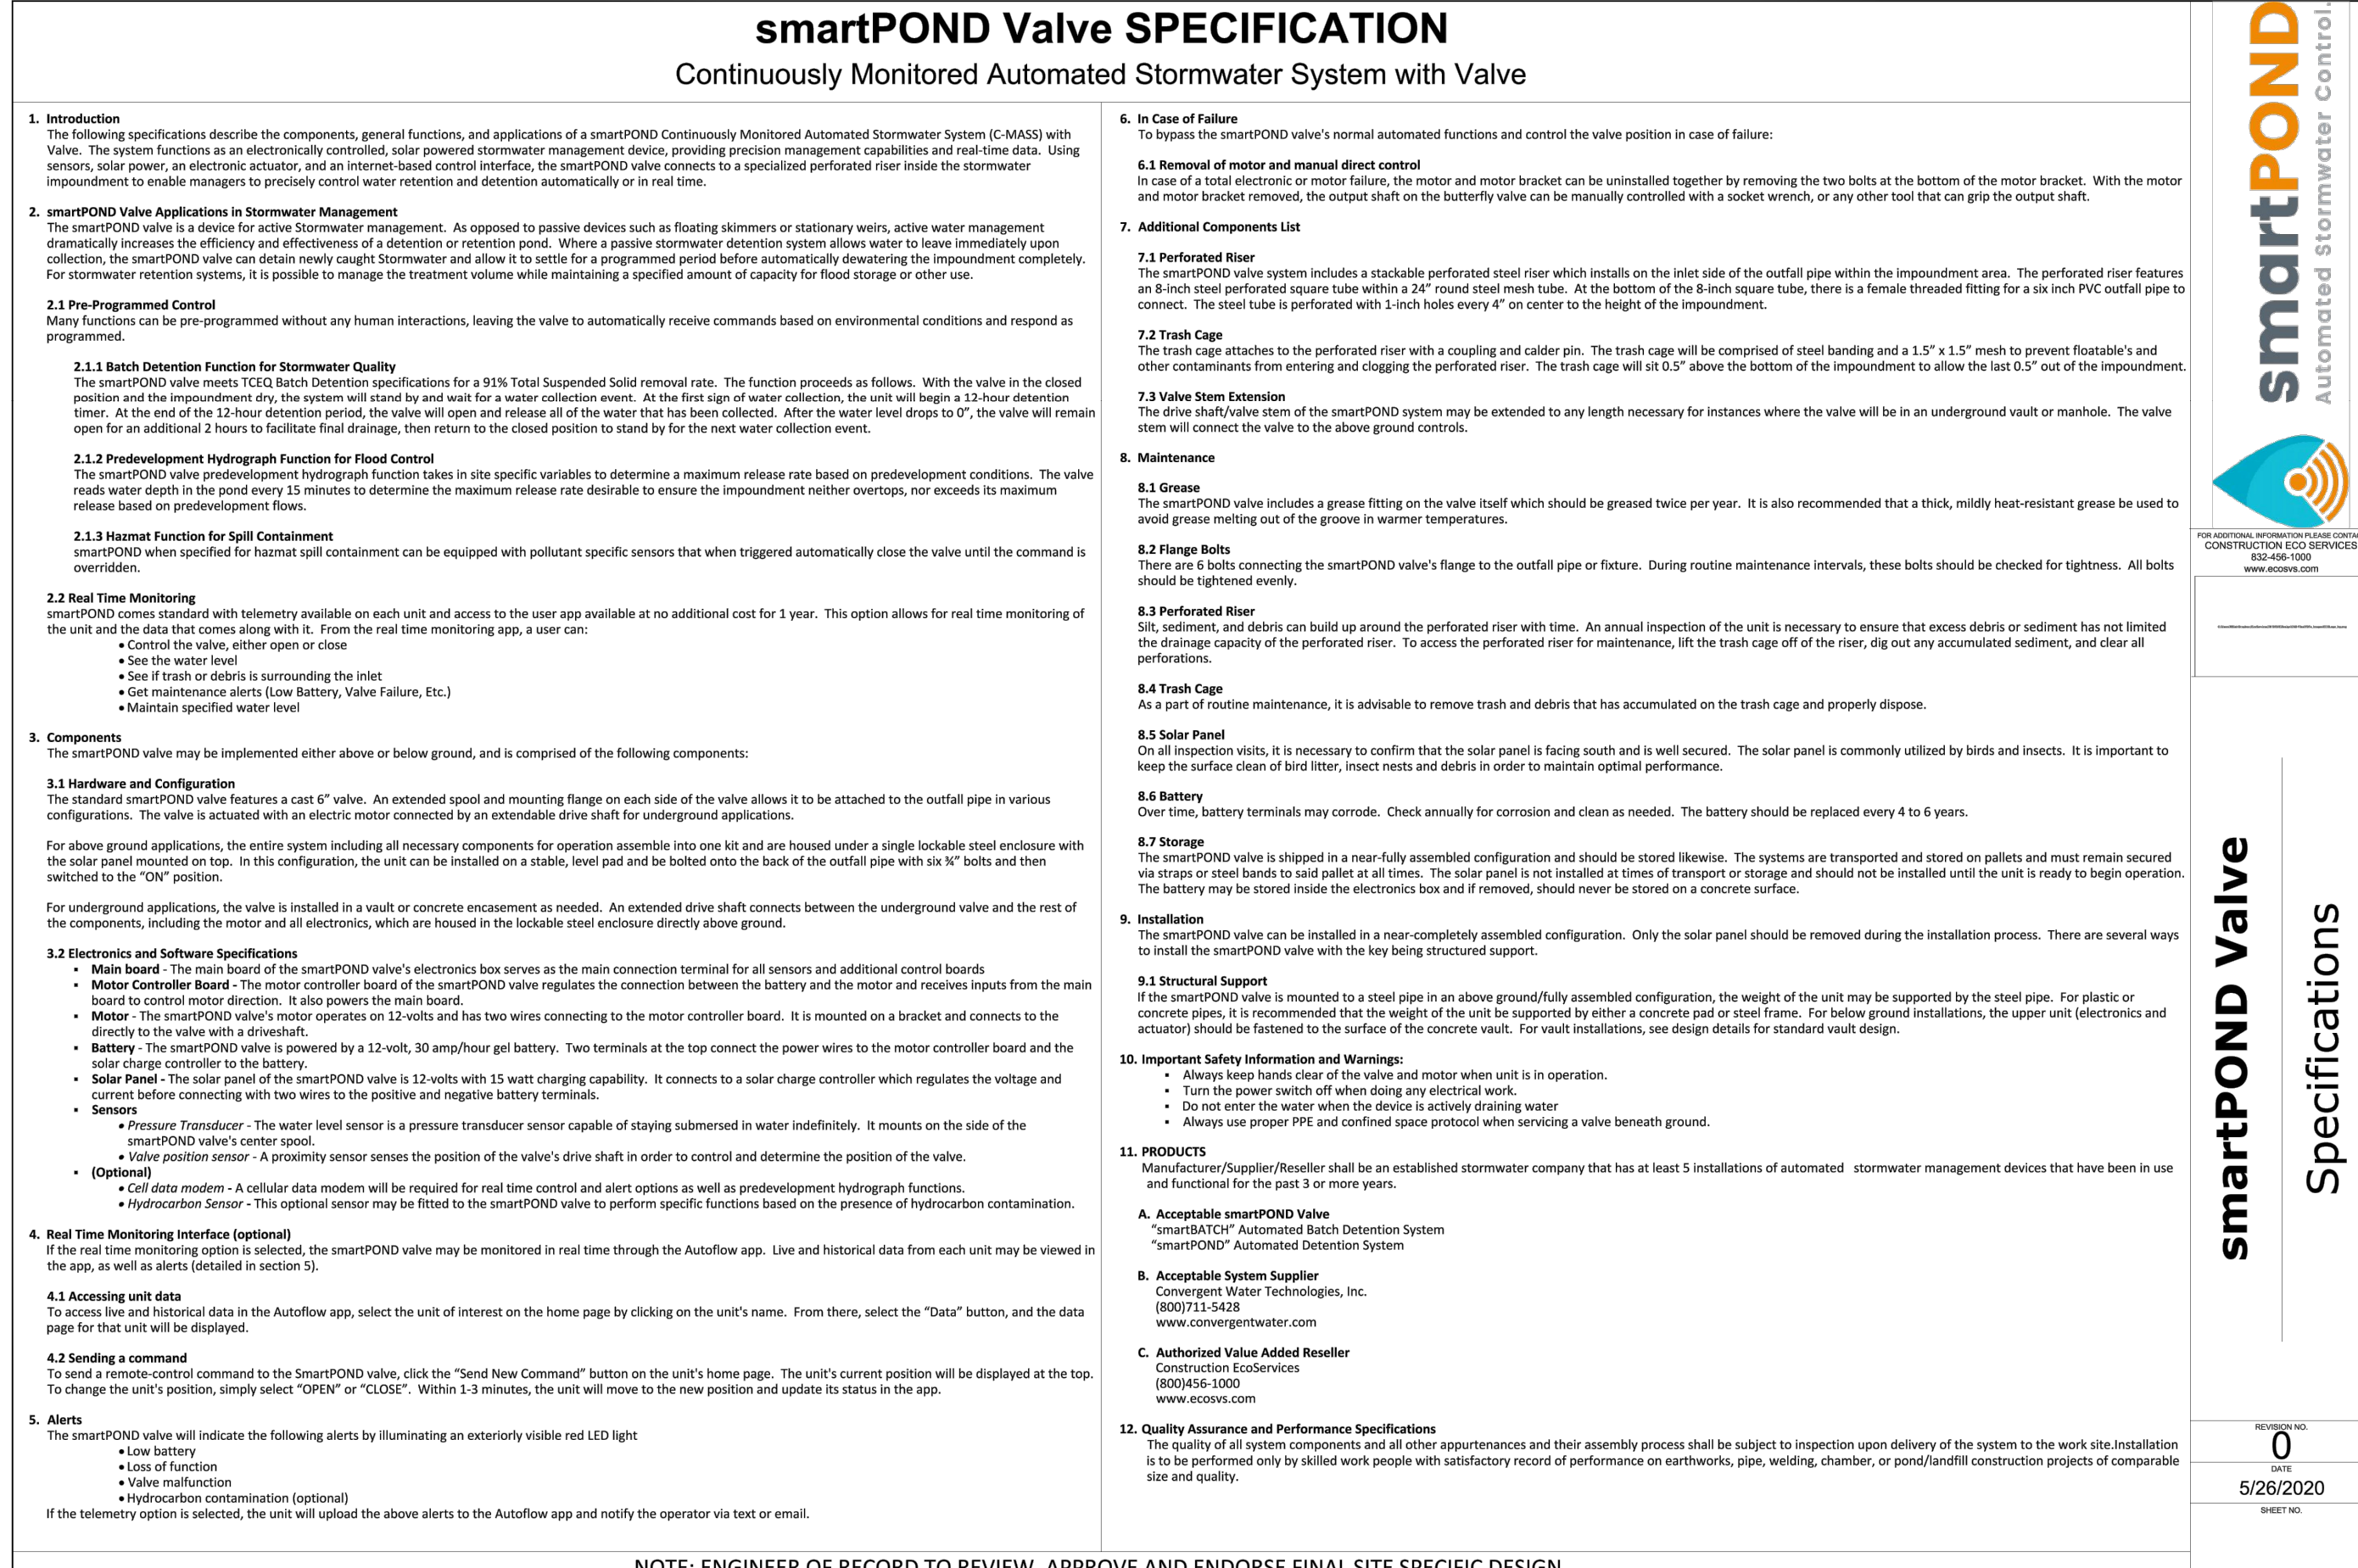 smartPOND Valve SPECIFICATION
Continuously Monitored Automated Stormwater System with Valve
1. Introduction
The following specifications describe the components, general functions, and applications of a smartPOND Continuously Monitored Automated Stormwater System (C-MASS) with
Valve. The system functions as an electronically controlled, solar powered stormwater management device, providing precision management capabilities and real-time data. Using
sensors, solar power, an electronic actuator, and an internet-based control interface, the smartPOND valve connects to a specialized perforated riser inside the stormwater
impoundment to enable managers to precisely control water retention and detention automatically or in real time.
2. smartPOND Valve Applications in Stormwater Management
The smartPOND valve is a device for active Stormwater management. As opposed to passive devices such as floating skimmers or stationary weirs, active water management
dramatically increases the efficiency and effectiveness of a detention or retention pond. Where a passive stormwater detention system allows water to leave immediately upon
collection, the smartPOND valve can detain newly caught Stormwater and allow it to settle for a programmed period before automatically dewatering the impoundment completely.
For stormwater retention systems, it is possible to manage the treatment volume while maintaining a specified amount of capacity for flood storage or other use.
2.1 Pre-Programmed Control
Many functions can be pre-programmed without any human interactions, leaving the valve to automatically receive commands based on environmental conditions and respond as
programmed.
2.1.1 Batch Detention Function for Stormwater Quality
The smartPOND valve meets TCEQ Batch Detention specifications for a 91% Total Suspended Solid removal rate. The function proceeds as follows. With the valve in the closed
position and the impoundment dry, the system will stand by and wait for a water collection event. At the first sign of water collection, the unit will begin a 12-hour detention
timer. At the end of the 12-hour detention period, the valve will open and release all of the water that has been collected. After the water level drops to 0”, the valve will remain
open for an additional 2 hours to facilitate final drainage, then return to the closed position to stand by for the next water collection event.
2.1.2 Predevelopment Hydrograph Function for Flood Control
The smartPOND valve predevelopment hydrograph function takes in site specific variables to determine a maximum release rate based on predevelopment conditions. The valve
reads water depth in the pond every 15 minutes to determine the maximum release rate desirable to ensure the impoundment neither overtops, nor exceeds its maximum
release based on predevelopment flows.
2.1.3 Hazmat Function for Spill Containment
smartPOND when specified for hazmat spill containment can be equipped with pollutant specific sensors that when triggered automatically close the valve until the command is
overridden.
2.2 Real Time Monitoring
smartPOND comes standard with telemetry available on each unit and access to the user app available at no additional cost for 1 year. This option allows for real time monitoring of
the unit and the data that comes along with it. From the real time monitoring app, a user can:
• Control the valve, either open or close
• See the water level
• See if trash or debris is surrounding the inlet
• Get maintenance alerts (Low Battery, Valve Failure, Etc.)
• Maintain specified water level
3. Components
The smartPOND valve may be implemented either above or below ground, and is comprised of the following components:
3.1 Hardware and Configuration
The standard smartPOND valve features a cast 6” valve. An extended spool and mounting flange on each side of the valve allows it to be attached to the outfall pipe in various
configurations. The valve is actuated with an electric motor connected by an extendable drive shaft for underground applications.
For above ground applications, the entire system including all necessary components for operation assemble into one kit and are housed under a single lockable steel enclosure with
the solar panel mounted on top. In this configuration, the unit can be installed on a stable, level pad and be bolted onto the back of the outfall pipe with six ¾” bolts and then
switched to the “ON” position.
For underground applications, the valve is installed in a vault or concrete encasement as needed. An extended drive shaft connects between the underground valve and the rest of
the components, including the motor and all electronics, which are housed in the lockable steel enclosure directly above ground.
3.2 Electronics and Software Specifications
▪ Main board - The main board of the smartPOND valve's electronics box serves as the main connection terminal for all sensors and additional control boards
▪ Motor Controller Board - The motor controller board of the smartPOND valve regulates the connection between the battery and the motor and receives inputs from the main
board to control motor direction. It also powers the main board.
▪ Motor - The smartPOND valve's motor operates on 12-volts and has two wires connecting to the motor controller board. It is mounted on a bracket and connects to the
directly to the valve with a driveshaft.
▪ Battery - The smartPOND valve is powered by a 12-volt, 30 amp/hour gel battery. Two terminals at the top connect the power wires to the motor controller board and the
solar charge controller to the battery.
▪ Solar Panel - The solar panel of the smartPOND valve is 12-volts with 15 watt charging capability. It connects to a solar charge controller which regulates the voltage and
current before connecting with two wires to the positive and negative battery terminals.
▪ Sensors
• Pressure Transducer - The water level sensor is a pressure transducer sensor capable of staying submersed in water indefinitely. It mounts on the side of the
smartPOND valve's center spool.
• Valve position sensor - A proximity sensor senses the position of the valve's drive shaft in order to control and determine the position of the valve.
▪ (Optional)
• Cell data modem - A cellular data modem will be required for real time control and alert options as well as predevelopment hydrograph functions.
• Hydrocarbon Sensor - This optional sensor may be fitted to the smartPOND valve to perform specific functions based on the presence of hydrocarbon contamination.
4. Real Time Monitoring Interface (optional)
If the real time monitoring option is selected, the smartPOND valve may be monitored in real time through the Autoflow app. Live and historical data from each unit may be viewed in
the app, as well as alerts (detailed in section 5).
4.1 Accessing unit data
To access live and historical data in the Autoflow app, select the unit of interest on the home page by clicking on the unit's name. From there, select the “Data” button, and the data
page for that unit will be displayed.
4.2 Sending a command
To send a remote-control command to the SmartPOND valve, click the “Send New Command” button on the unit's home page. The unit's current position will be displayed at the top.
To change the unit's position, simply select “OPEN” or “CLOSE”. Within 1-3 minutes, the unit will move to the new position and update its status in the app.
5. Alerts
The smartPOND valve will indicate the following alerts by illuminating an exteriorly visible red LED light
• Low battery
• Loss of function
• Valve malfunction
• Hydrocarbon contamination (optional)
If the telemetry option is selected, the unit will upload the above alerts to the Autoflow app and notify the operator via text or email.
6. In Case of Failure
To bypass the smartPOND valve's normal automated functions and control the valve position in case of failure:
6.1 Removal of motor and manual direct control
In case of a total electronic or motor failure, the motor and motor bracket can be uninstalled together by removing the two bolts at the bottom of the motor bracket. With the motor
and motor bracket removed, the output shaft on the butterfly valve can be manually controlled with a socket wrench, or any other tool that can grip the output shaft.
7. Additional Components List
7.1 Perforated Riser
The smartPOND valve system includes a stackable perforated steel riser which installs on the inlet side of the outfall pipe within the impoundment area. The perforated riser features
an 8-inch steel perforated square tube within a 24” round steel mesh tube. At the bottom of the 8-inch square tube, there is a female threaded fitting for a six inch PVC outfall pipe to
connect. The steel tube is perforated with 1-inch holes every 4” on center to the height of the impoundment.
7.2 Trash Cage
The trash cage attaches to the perforated riser with a coupling and calder pin. The trash cage will be comprised of steel banding and a 1.5” x 1.5” mesh to prevent floatable's and
other contaminants from entering and clogging the perforated riser. The trash cage will sit 0.5” above the bottom of the impoundment to allow the last 0.5” out of the impoundment.
7.3 Valve Stem Extension
The drive shaft/valve stem of the smartPOND system may be extended to any length necessary for instances where the valve will be in an underground vault or manhole. The valve
stem will connect the valve to the above ground controls.
8. Maintenance
8.1 Grease
The smartPOND valve includes a grease fitting on the valve itself which should be greased twice per year. It is also recommended that a thick, mildly heat-resistant grease be used to
avoid grease melting out of the groove in warmer temperatures.
8.2 Flange Bolts
There are 6 bolts connecting the smartPOND valve's flange to the outfall pipe or fixture. During routine maintenance intervals, these bolts should be checked for tightness. All bolts
should be tightened evenly.
8.3 Perforated Riser
Silt, sediment, and debris can build up around the perforated riser with time. An annual inspection of the unit is necessary to ensure that excess debris or sediment has not limited
the drainage capacity of the perforated riser. To access the perforated riser for maintenance, lift the trash cage off of the riser, dig out any accumulated sediment, and clear all
perforations.
8.4 Trash Cage
As a part of routine maintenance, it is advisable to remove trash and debris that has accumulated on the trash cage and properly dispose.
8.5 Solar Panel
On all inspection visits, it is necessary to confirm that the solar panel is facing south and is well secured. The solar panel is commonly utilized by birds and insects. It is important to
keep the surface clean of bird litter, insect nests and debris in order to maintain optimal performance.
8.6 Battery
Over time, battery terminals may corrode. Check annually for corrosion and clean as needed. The battery should be replaced every 4 to 6 years.
8.7 Storage
The smartPOND valve is shipped in a near-fully assembled configuration and should be stored likewise. The systems are transported and stored on pallets and must remain secured
via straps or steel bands to said pallet at all times. The solar panel is not installed at times of transport or storage and should not be installed until the unit is ready to begin operation.
The battery may be stored inside the electronics box and if removed, should never be stored on a concrete surface.
9. Installation
The smartPOND valve can be installed in a near-completely assembled configuration. Only the solar panel should be removed during the installation process. There are several ways
to install the smartPOND valve with the key being structured support.
9.1 Structural Support
If the smartPOND valve is mounted to a steel pipe in an above ground/fully assembled configuration, the weight of the unit may be supported by the steel pipe. For plastic or
concrete pipes, it is recommended that the weight of the unit be supported by either a concrete pad or steel frame. For below ground installations, the upper unit (electronics and
actuator) should be fastened to the surface of the concrete vault. For vault installations, see design details for standard vault design.
10. Important Safety Information and Warnings:
▪ Always keep hands clear of the valve and motor when unit is in operation.
▪ Turn the power switch off when doing any electrical work.
▪ Do not enter the water when the device is actively draining water
▪ Always use proper PPE and confined space protocol when servicing a valve beneath ground.
11. PRODUCTS
Manufacturer/Supplier/Reseller shall be an established stormwater company that has at least 5 installations of automated stormwater management devices that have been in use
and functional for the past 3 or more years.
A. Acceptable smartPOND Valve
“smartBATCH” Automated Batch Detention System
“smartPOND” Automated Detention System
B. Acceptable System Supplier
Convergent Water Technologies, Inc.
(800)711-5428
www.convergentwater.com
C. Authorized Value Added Reseller
Construction EcoServices
(800)456-1000
www.ecosvs.com
12. Quality Assurance and Performance Specifications
The quality of all system components and all other appurtenances and their assembly process shall be subject to inspection upon delivery of the system to the work site.Installation
is to be performed only by skilled work people with satisfactory record of performance on earthworks, pipe, welding, chamber, or pond/landfill construction projects of comparable
size and quality.
smartPOND
Automated Stormwater Control.
FOR ADDITIONAL INFORMATION PLEASE CONTA
CONSTRUCTION ECO SERVICES
832-456-1000
www.ecosvs.com
smartPOND Valve
Specifications
REVISION NO.
0
DATE
5/26/2020
SHEET NO.
NOTE: ENGINEER OF RECORD TO REVIEW, APPROVE AND ENDORSE FINAL SITE SPECIFIC DESIGN